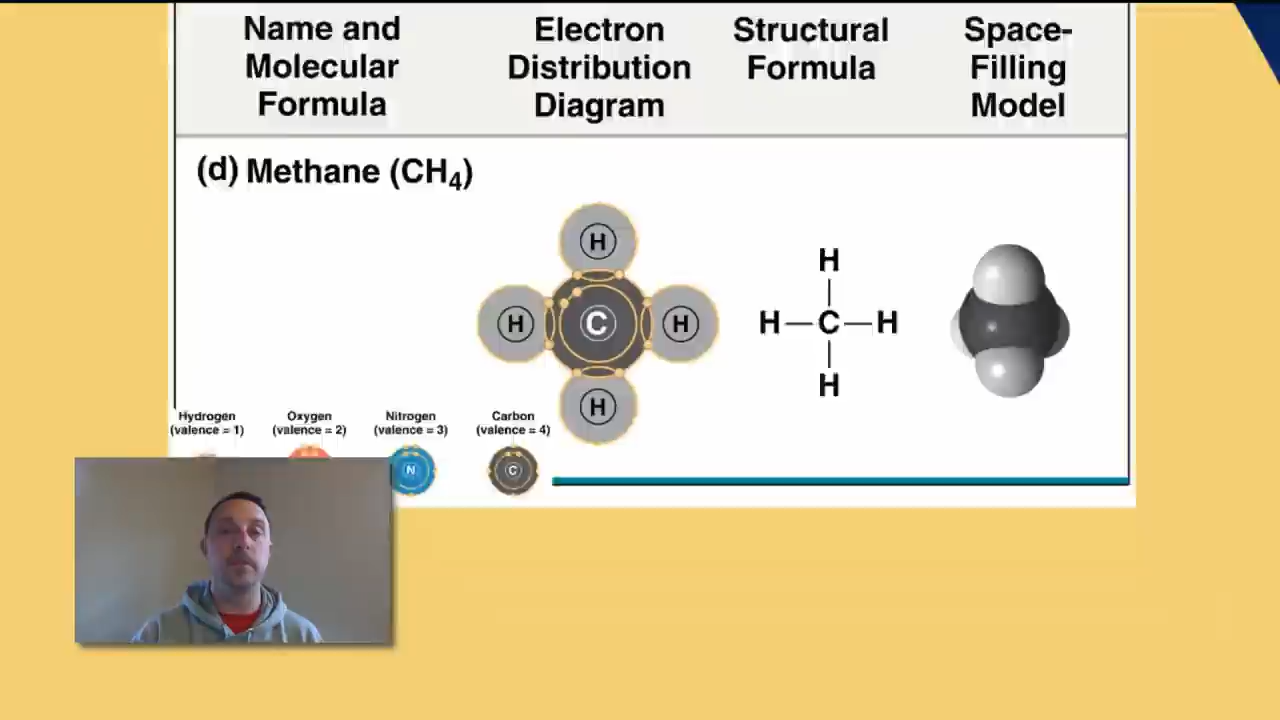 Name and
Molecular
Formula
Electron
Distribution
Diagram
Structural
Formula
Space-
Filling
Model
(d) Methane (CH₄)
H
H C H
H
H
H—C—H
H
Hydrogen
(valence = 1)
Oxygen
(valence = 2)
Nitrogen
(valence = 3)
Carbon
(valence = 4)
N
C